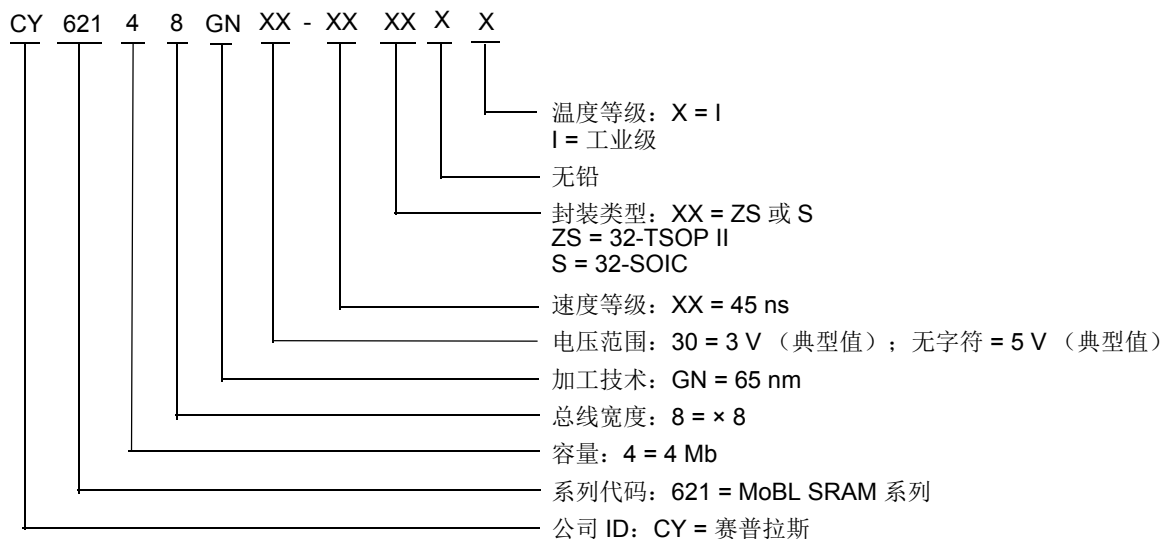 CY 621 4 8 GN XX - XX XX X X
温度等级：X = I
I = 工业级
无铅
封装类型：XX = ZS 或 S
ZS = 32-TSOP II
S = 32-SOIC
速度等级：XX = 45 ns
电压范围：30 = 3 V （典型值）；无字符 = 5 V （典型值）
加工技术：GN = 65 nm
总线宽度：8 = × 8
容量：4 = 4 Mb
系列代码：621 = MoBL SRAM 系列
公司 ID：CY = 赛普拉斯